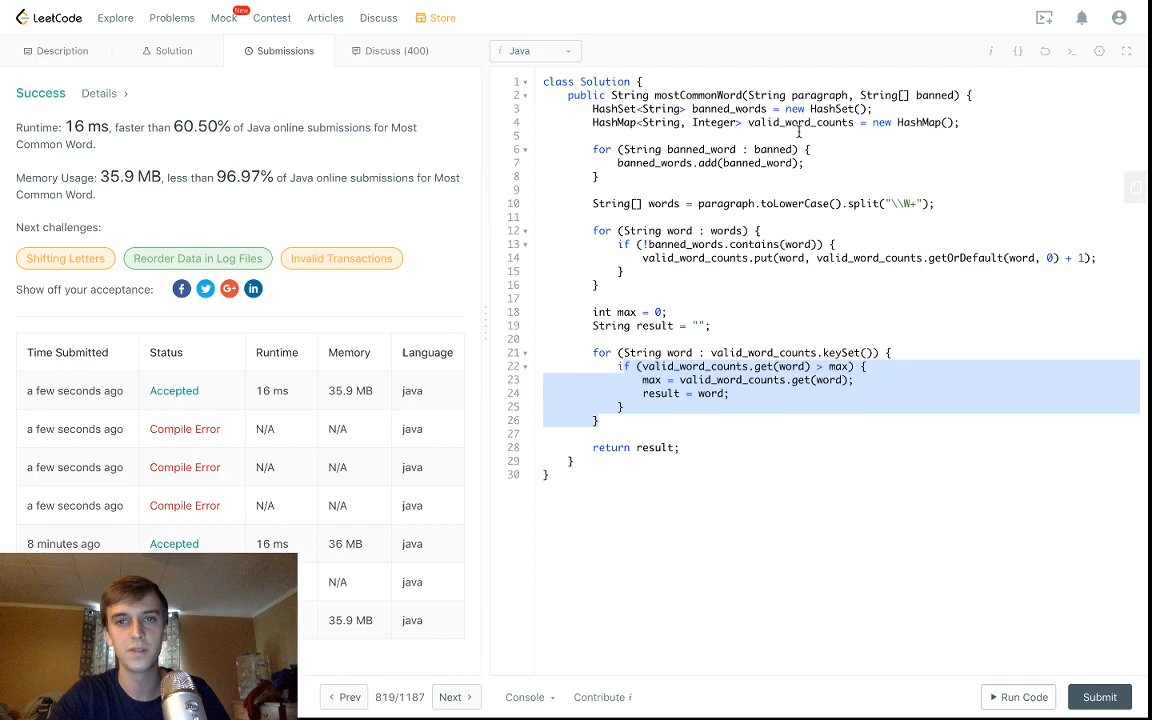 LeetCode Explore Problems Mock New Contest Articles Discuss Store
Description Solution Submissions Discuss (400)
Success Details >
Runtime: 16 ms, faster than 60.50% of Java online submissions for Most
Common Word.
Memory Usage: 35.9 MB, less than 96.97% of Java online submissions for Most
Common Word.
Next challenges:
Shifting Letters Reorder Data in Log Files Invalid Transactions
Show off your acceptance: f G+ in
Time Submitted Status Runtime Memory Language
a few seconds ago Accepted 16 ms 35.9 MB java
a few seconds ago Compile Error N/A N/A java
a few seconds ago Compile Error N/A N/A java
a few seconds ago Compile Error N/A N/A java
8 minutes ago Accepted 16 ms 36 MB java
N/A java
35.9 MB java
< Prev 819/1187 Next >
i Java i {} >_
1 class Solution {
2 public String mostCommonWord(String paragraph, String[] banned) {
3 HashSet<String> banned_words = new HashSet();
4 HashMap<String, Integer> valid_word_counts = new HashMap();
5
6 for (String banned_word : banned) {
7 banned_words.add(banned_word);
8 }
9
10 String[] words = paragraph.toLowerCase().split("\\W+");
11
12 for (String word : words) {
13 if (!banned_words.contains(word)) {
14 valid_word_counts.put(word, valid_word_counts.getOrDefault(word, 0) + 1);
15 }
16 }
17
18 int max = 0;
19 String result = "";
20
21 for (String word : valid_word_counts.keySet()) {
22 if (valid_word_counts.get(word) > max) {
23 max = valid_word_counts.get(word);
24 result = word;
25 }
26 }
27
28 return result;
29 }
30 }
Console Contribute i Run Code Submit